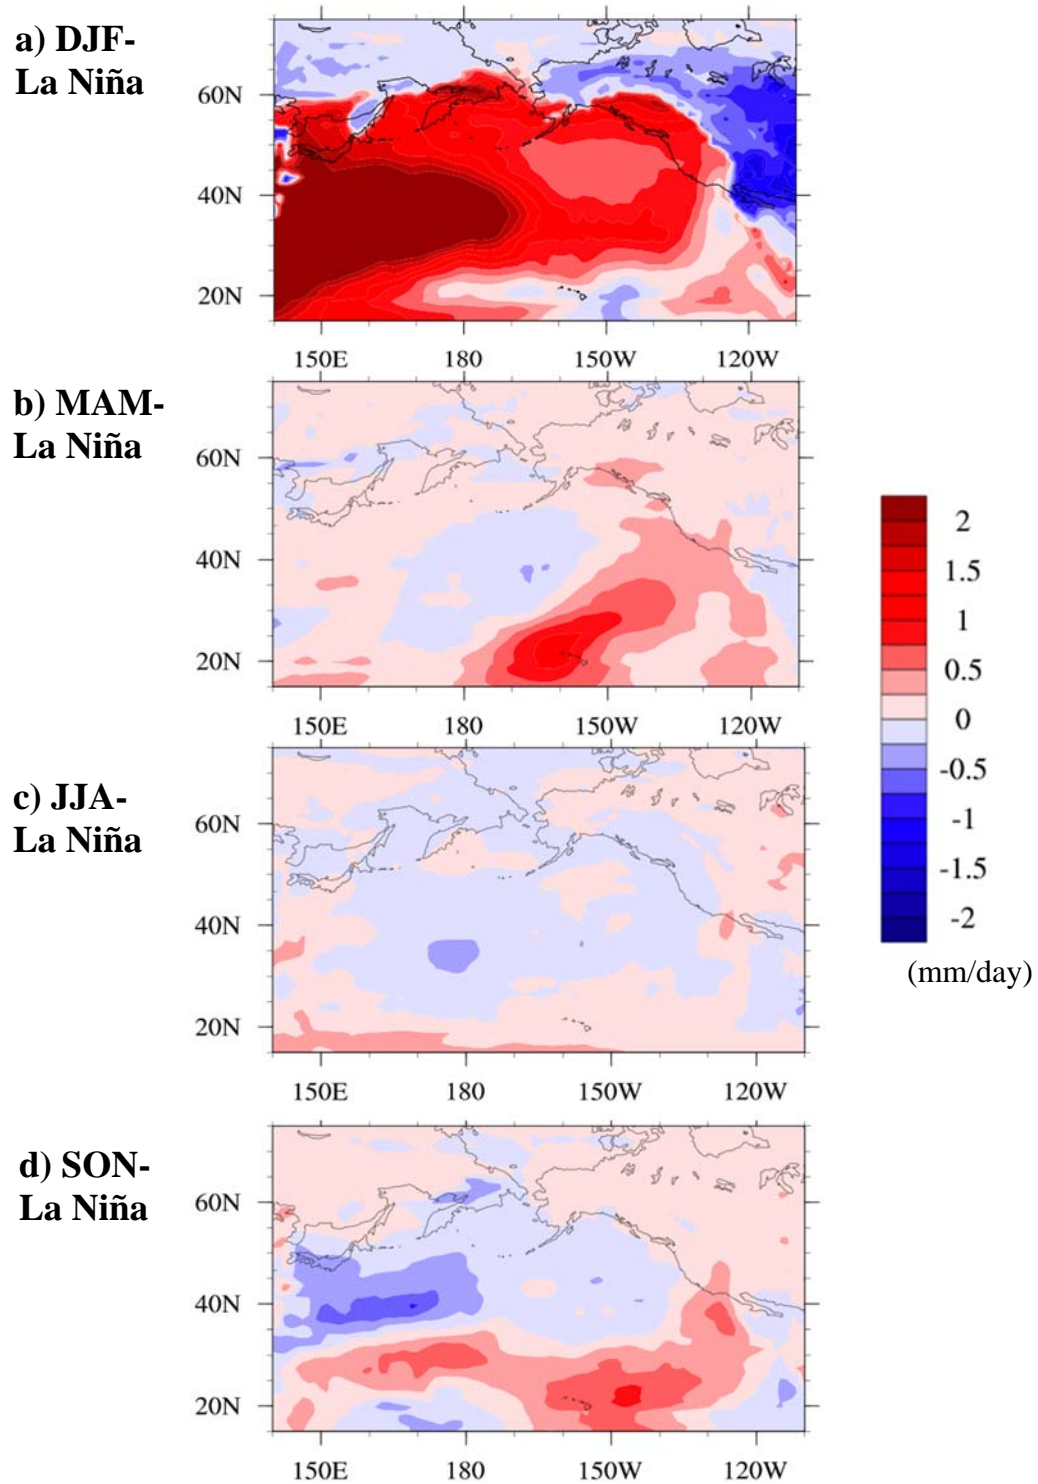 a) DJF-
La Niña
60N
40N
20N
150E 180 150W 120W
b) MAM-
La Niña
60N
40N
20N
150E 180 150W 120W
c) JJA-
La Niña
60N
40N
20N
150E 180 150W 120W
d) SON-
La Niña
60N
40N
20N
150E 180 150W 120W
2
1.5
1
0.5
0
-0.5
-1
-1.5
-2
(mm/day)